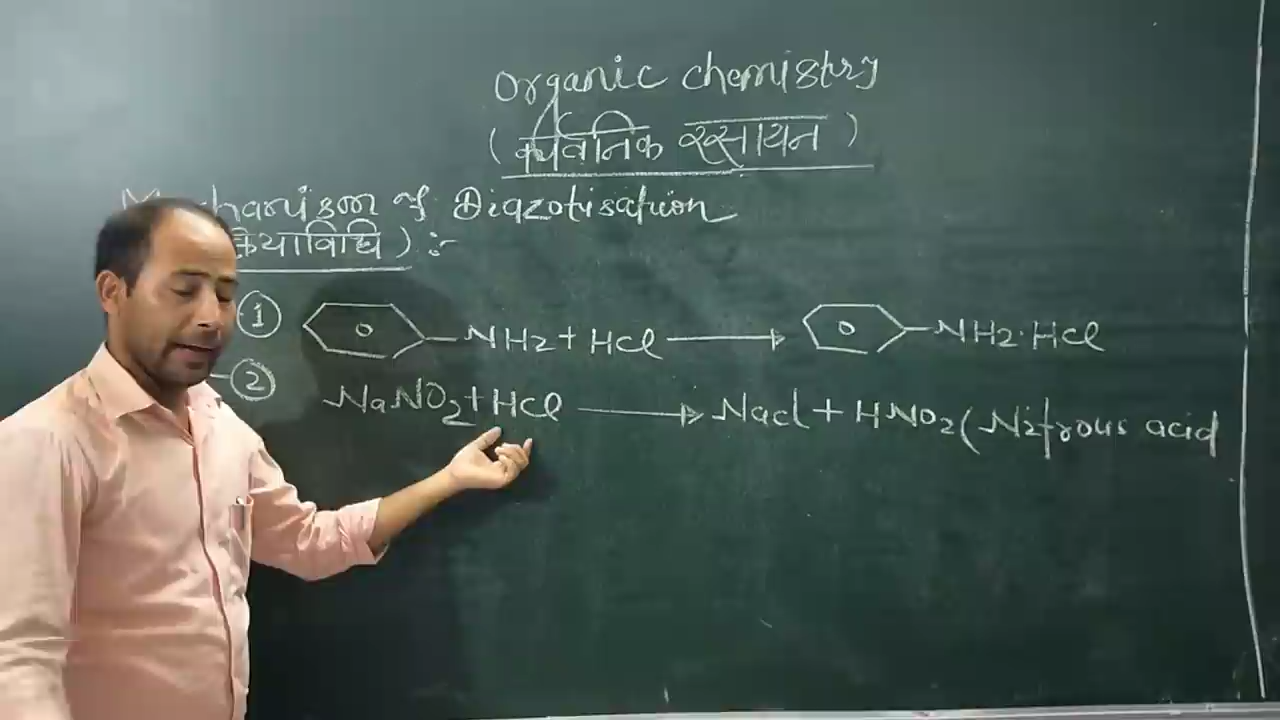 Organic chemistry
(कार्बनिक रसायन)
Mechanism of Diazotisation
क्रियाविधि) :-
① NH2 + HCl ⟶ NH2·HCl
② NaNO2 + HCl ⟶ Nacl + HNO2 (Nitrous acid